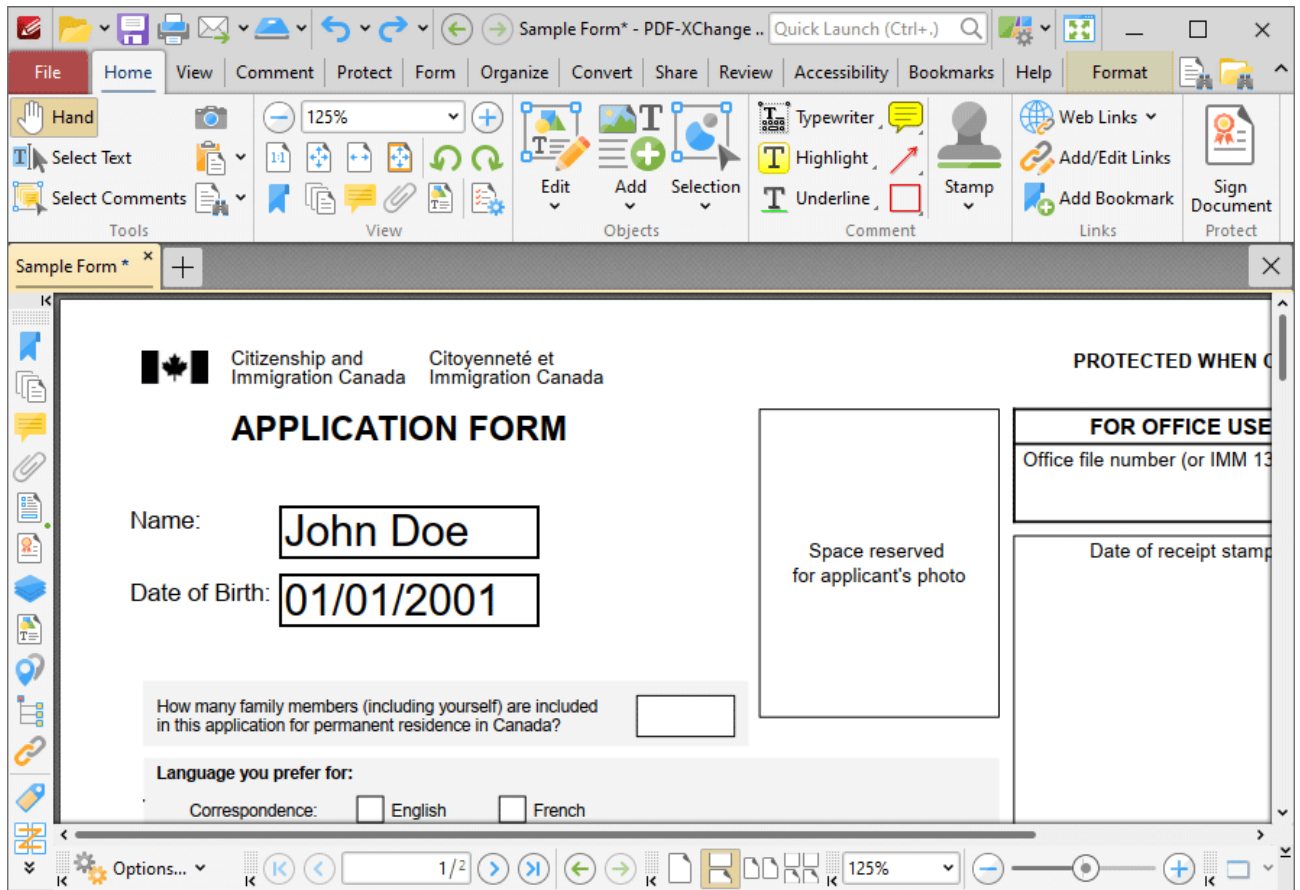 Sample Form* - PDF-XChange ..
Quick Launch (Ctrl+.)
File Home View Comment Protect Form Organize Convert Share Review Accessibility Bookmarks Help Format
Hand
Select Text
Select Comments
Tools
125%
1:1
View
Edit
Add
Selection
Objects
Typewriter
Highlight
Underline
Stamp
Comment
Web Links
Add/Edit Links
Add Bookmark
Links
Sign
Document
Protect
Sample Form *
Citizenship and
Immigration Canada
Citoyenneté et
Immigration Canada
PROTECTED WHEN
APPLICATION FORM
FOR OFFICE USE
Office file number (or IMM 13
Name:
John Doe
Date of Birth:
01/01/2001
Space reserved
for applicant's photo
Date of receipt stamp
How many family members (including yourself) are included
in this application for permanent residence in Canada?
Language you prefer for:
Correspondence: English French
Options...
1/2
125%